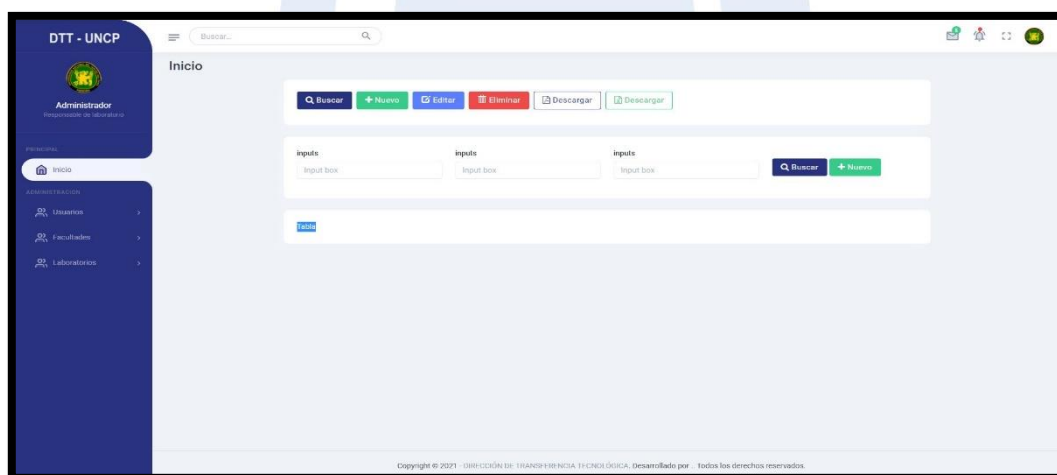 DTT - UNCP
Buscar...
Administrador
Responsable de laboratorio
PRINCIPAL
Inicio
ADMINISTRACION
Usuarios
Facultades
Laboratorios
Inicio
Buscar
Nuevo
Editar
Eliminar
Descargar
Descargar
inputs
inputs
inputs
Input box
Input box
Input box
Buscar
Nuevo
Tabla
Copyright © 2021 - DIRECCIÓN DE TRANSFERENCIA TECNOLÓGICA. Desarrollado por . Todos los derechos reservados.